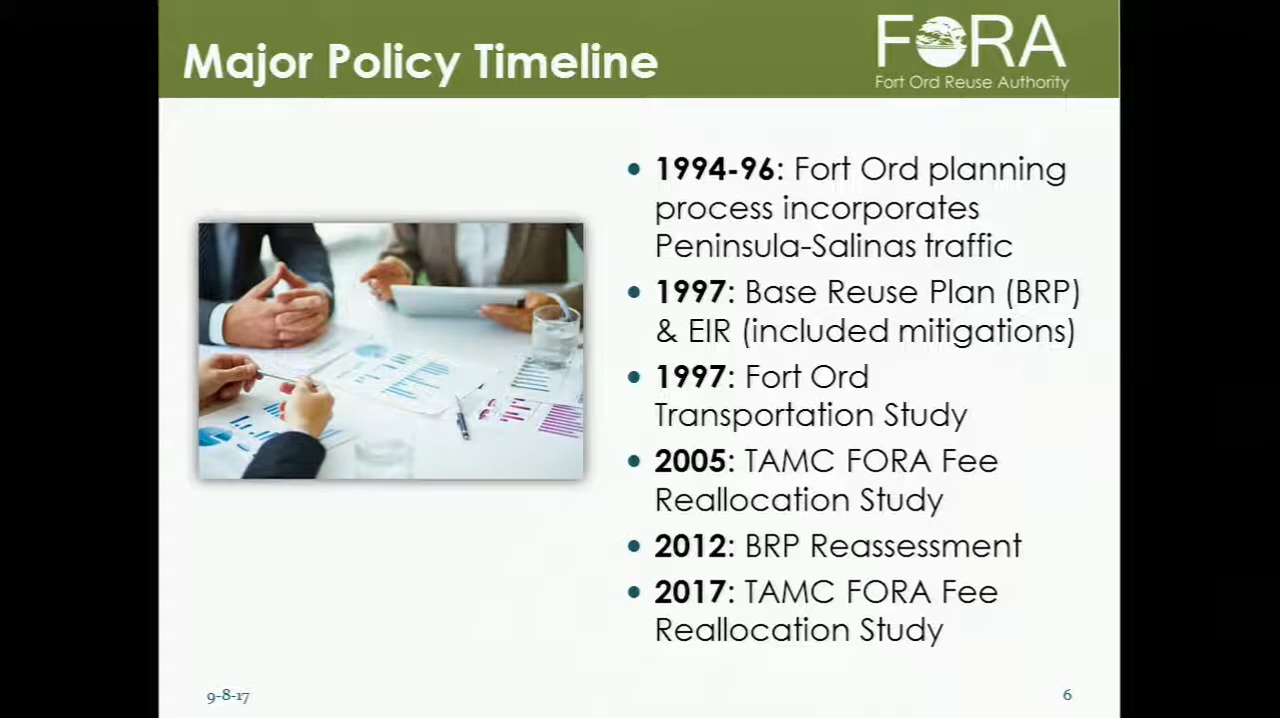 Major Policy Timeline
FORA
Fort Ord Reuse Authority
• 1994-96: Fort Ord planning
process incorporates
Peninsula-Salinas traffic
• 1997: Base Reuse Plan (BRP)
& EIR (included mitigations)
• 1997: Fort Ord
Transportation Study
• 2005: TAMC FORA Fee
Reallocation Study
• 2012: BRP Reassessment
• 2017: TAMC FORA Fee
Reallocation Study
9-8-17
6